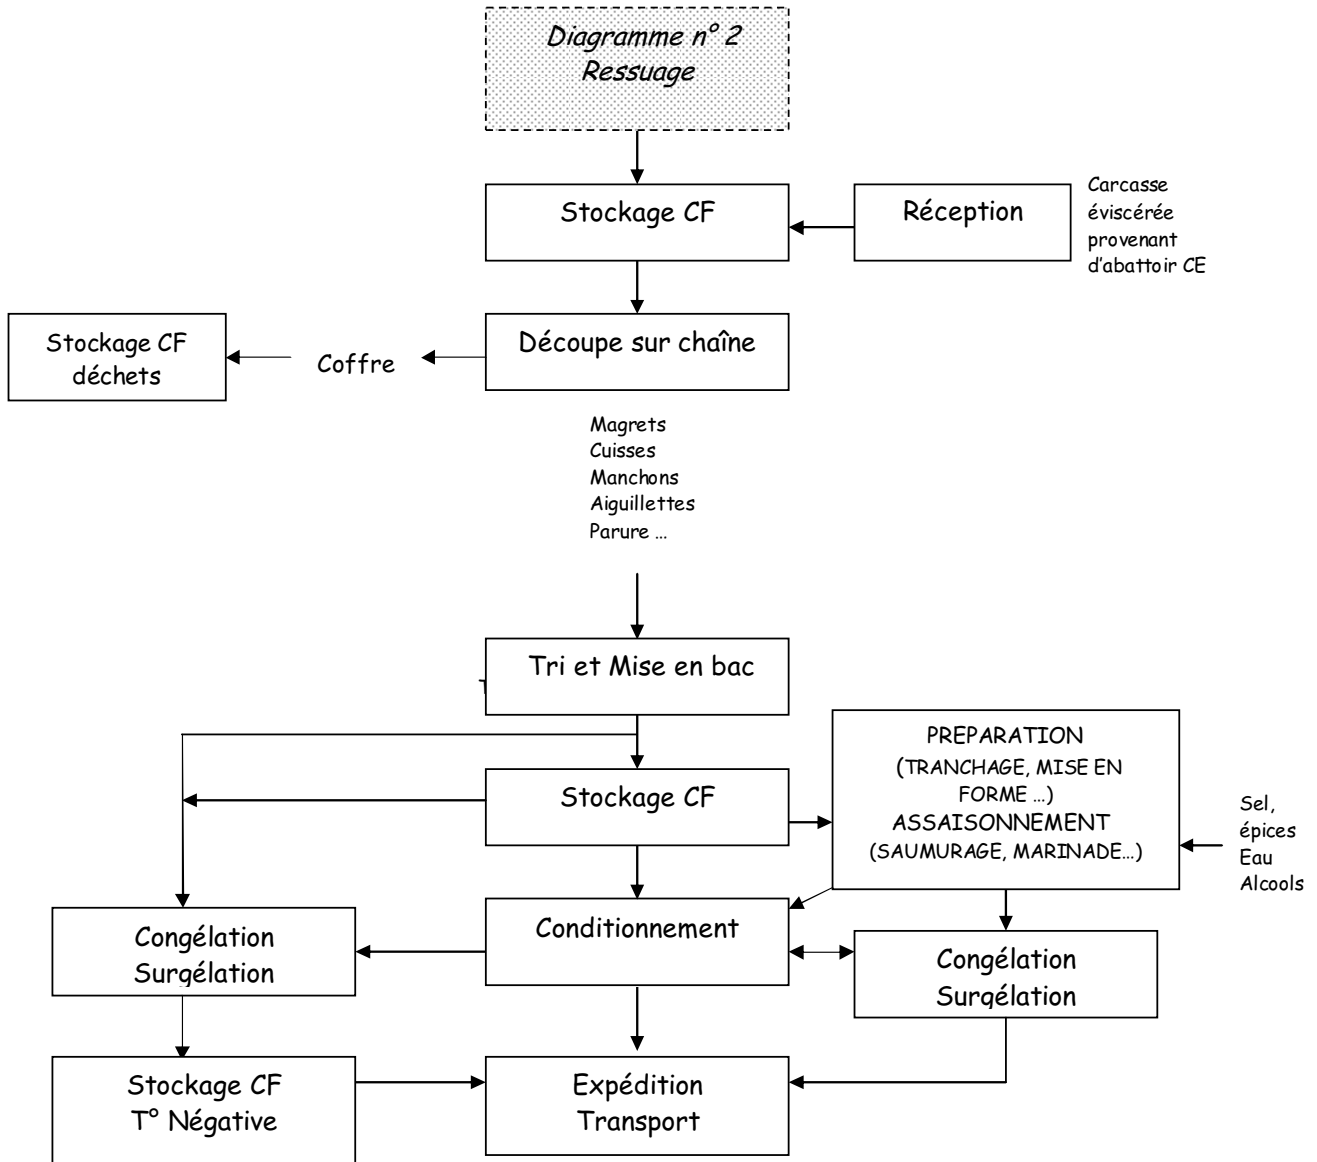 Diagramme n° 2
Ressuage
Stockage CF
Réception
Carcasse
éviscérée
provenant
d'abattoir CE
Stockage CF
déchets
Coffre
Découpe sur chaîne
Magrets
Cuisses
Manchons
Aiguillettes
Parure ...
Tri et Mise en bac
Stockage CF
PREPARATION
(TRANCHAGE, MISE EN
FORME ...)
ASSAISONNEMENT
(SAUMURAGE, MARINADE...)
Sel,
épices
Eau
Alcools
Congélation
Surgélation
Conditionnement
Congélation
Surgélation
Stockage CF
T° Négative
Expédition
Transport